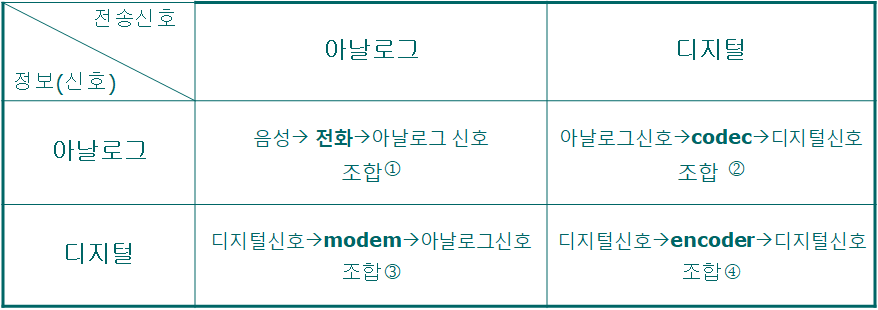 전송신호
정보(신호)
아날로그
디지털
아날로그
음성→ 전화→아날로그 신호
조합①
아날로그신호→codec→디지털신호
조합 ②
디지털
디지털신호→modem→아날로그신호
조합③
디지털신호→encoder→디지털신호
조합④